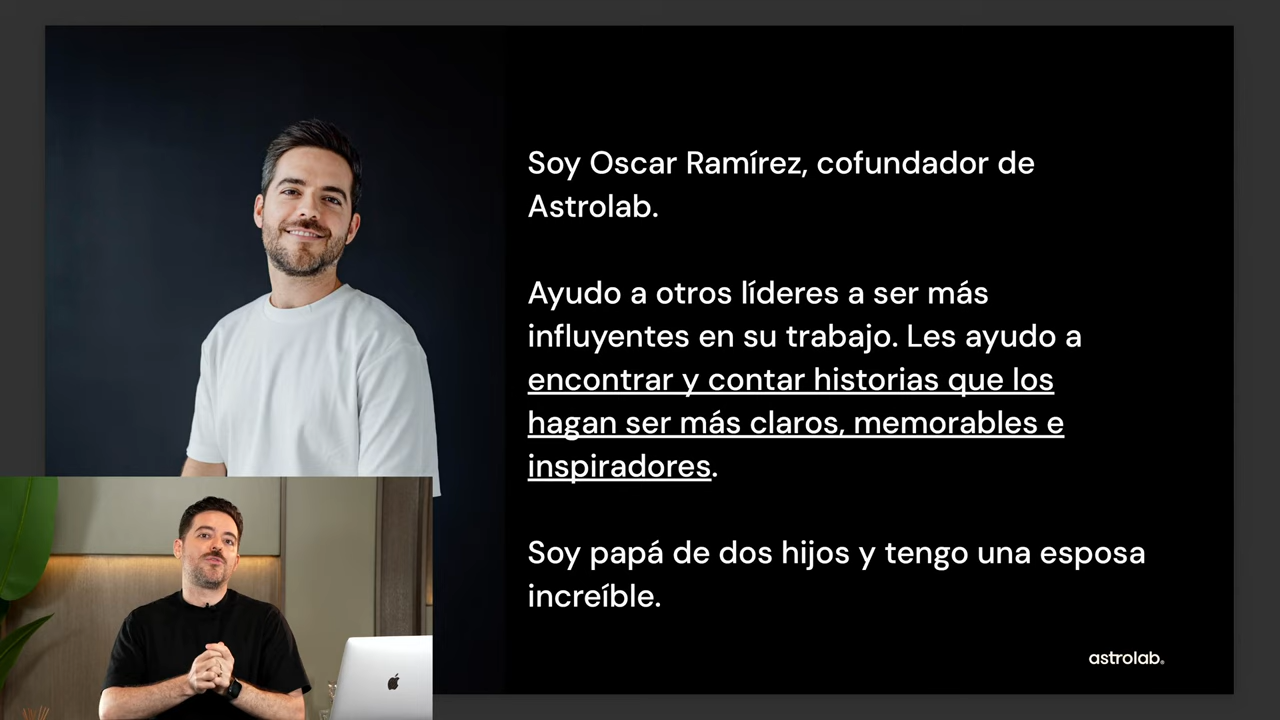 Soy Oscar Ramírez, cofundador de
Astrolab.
Ayudo a otros líderes a ser más
influyentes en su trabajo. Les ayudo a
encontrar y contar historias que los
hagan ser más claros, memorables e
inspiradores.
Soy papá de dos hijos y tengo una esposa
increíble.
astrolab.